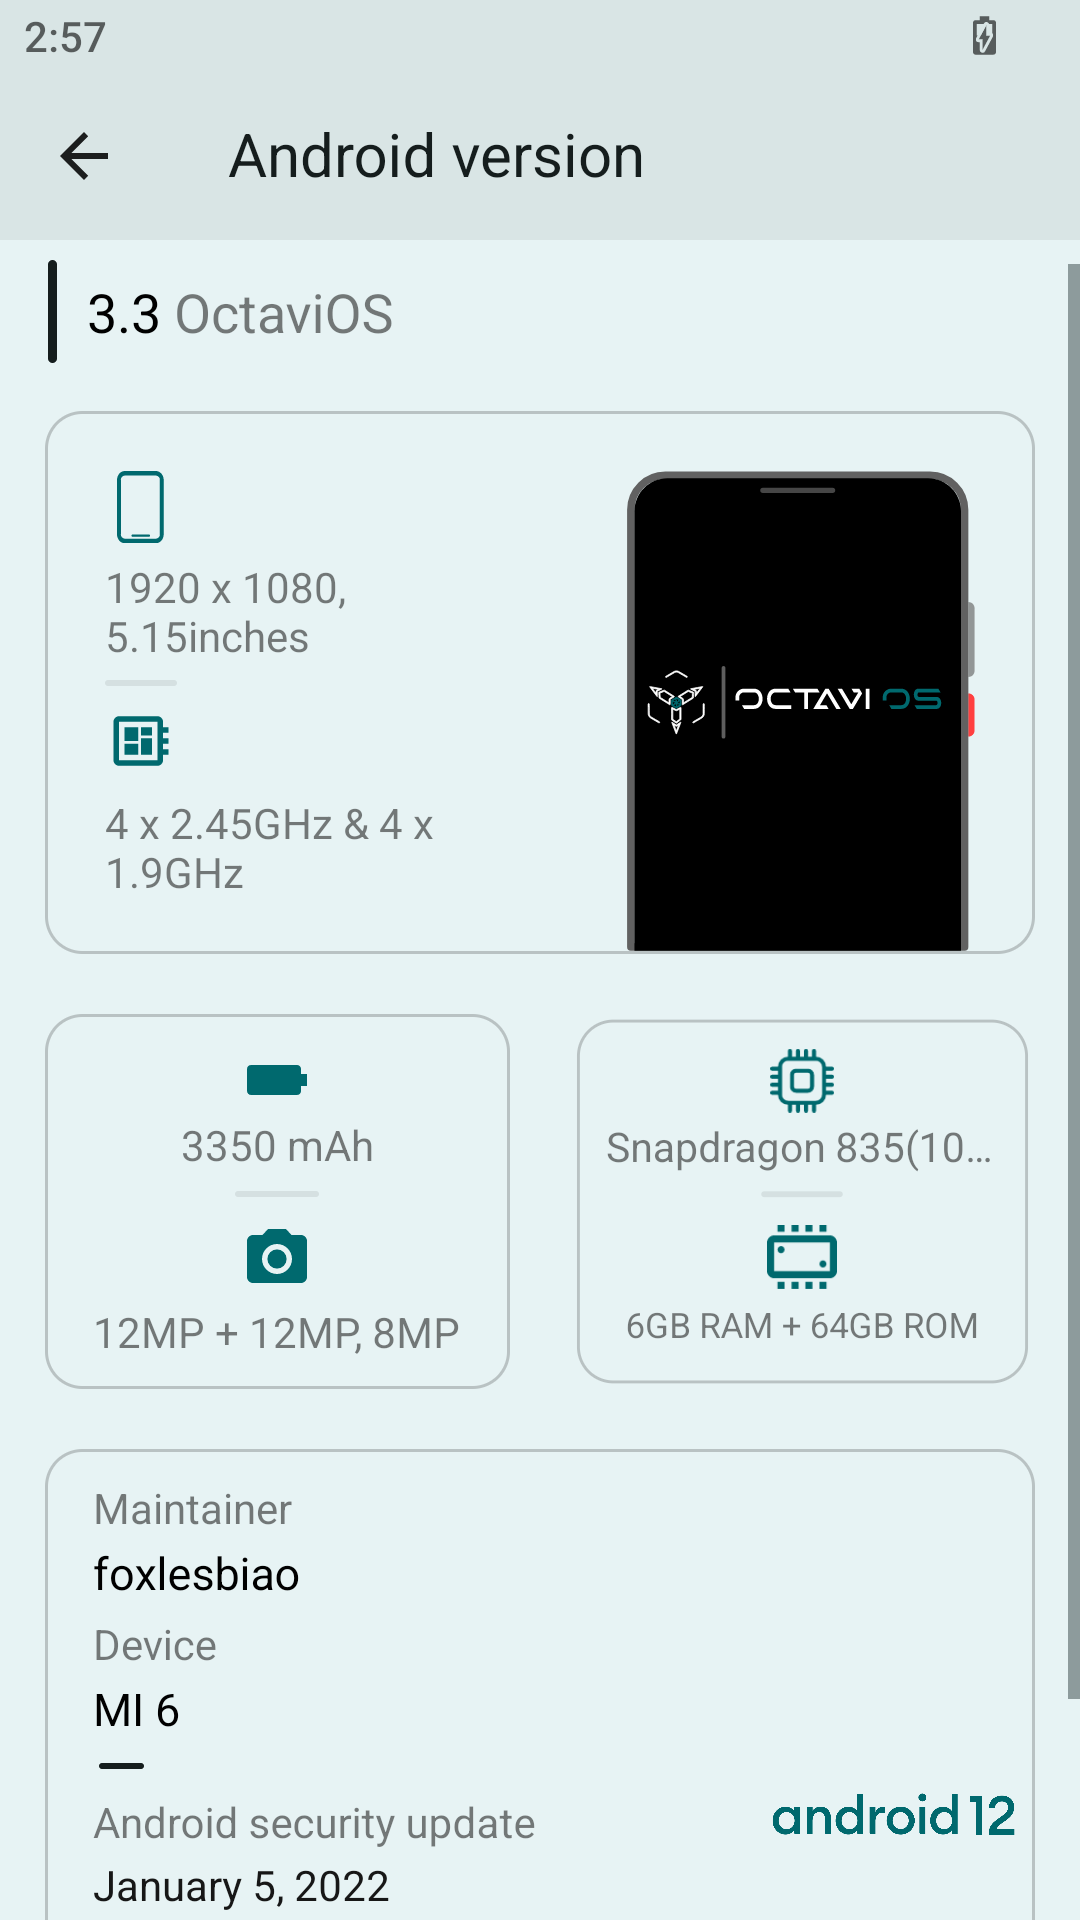 2:57
Android version
3.3 OctaviOS
1920 x 1080,
5.15inches
OCTAVI OS
4 x 2.45GHz & 4 x
1.9GHz
3350 mAh
12MP + 12MP, 8MP
Snapdragon 835(10…
6GB RAM + 64GB ROM
Maintainer
foxlesbiao
Device
MI 6
Android security update
January 5, 2022
android 12